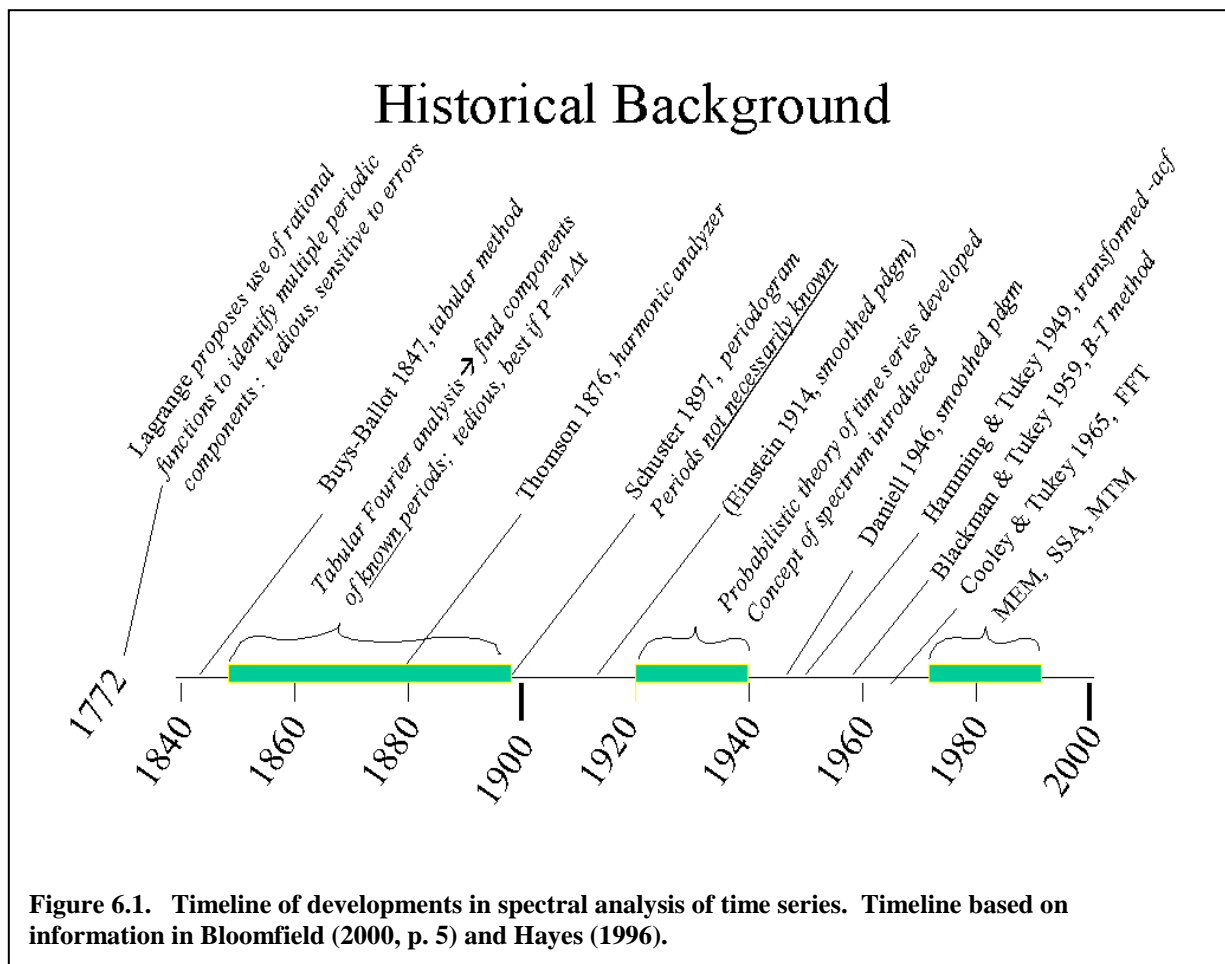 Historical Background
Lagrange proposes use of rational
functions to identify multiple periodic
components : tedious, sensitive to errors
Buys-Ballot 1847, tabular method
Tabular Fourier analysis → find components
of known periods; tedious, best if P =nΔt
Thomson 1876, harmonic analyzer
Schuster 1897, periodogram
Periods not necessarily known
(Einstein 1914, smoothed pdgm)
Probabilistic theory of time series developed
Concept of spectrum introduced
Daniell 1946, smoothed pdgm
Hamming & Tukey 1949, transformed -acf
Blackman & Tukey 1959, B-T method
Cooley & Tukey 1965, FFT
MEM, SSA, MTM
1772
1840
1860
1880
1900
1920
1940
1960
1980
2000
Figure 6.1. Timeline of developments in spectral analysis of time series. Timeline based on
information in Bloomfield (2000, p. 5) and Hayes (1996).